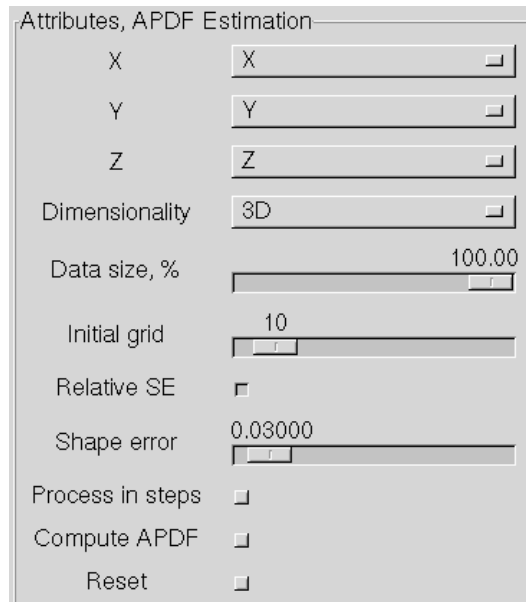 Attributes, APDF Estimation
X X
Y Y
Z Z
Dimensionality 3D
100.00
Data size, %
10
Initial grid
Relative SE
0.03000
Shape error
Process in steps
Compute APDF
Reset